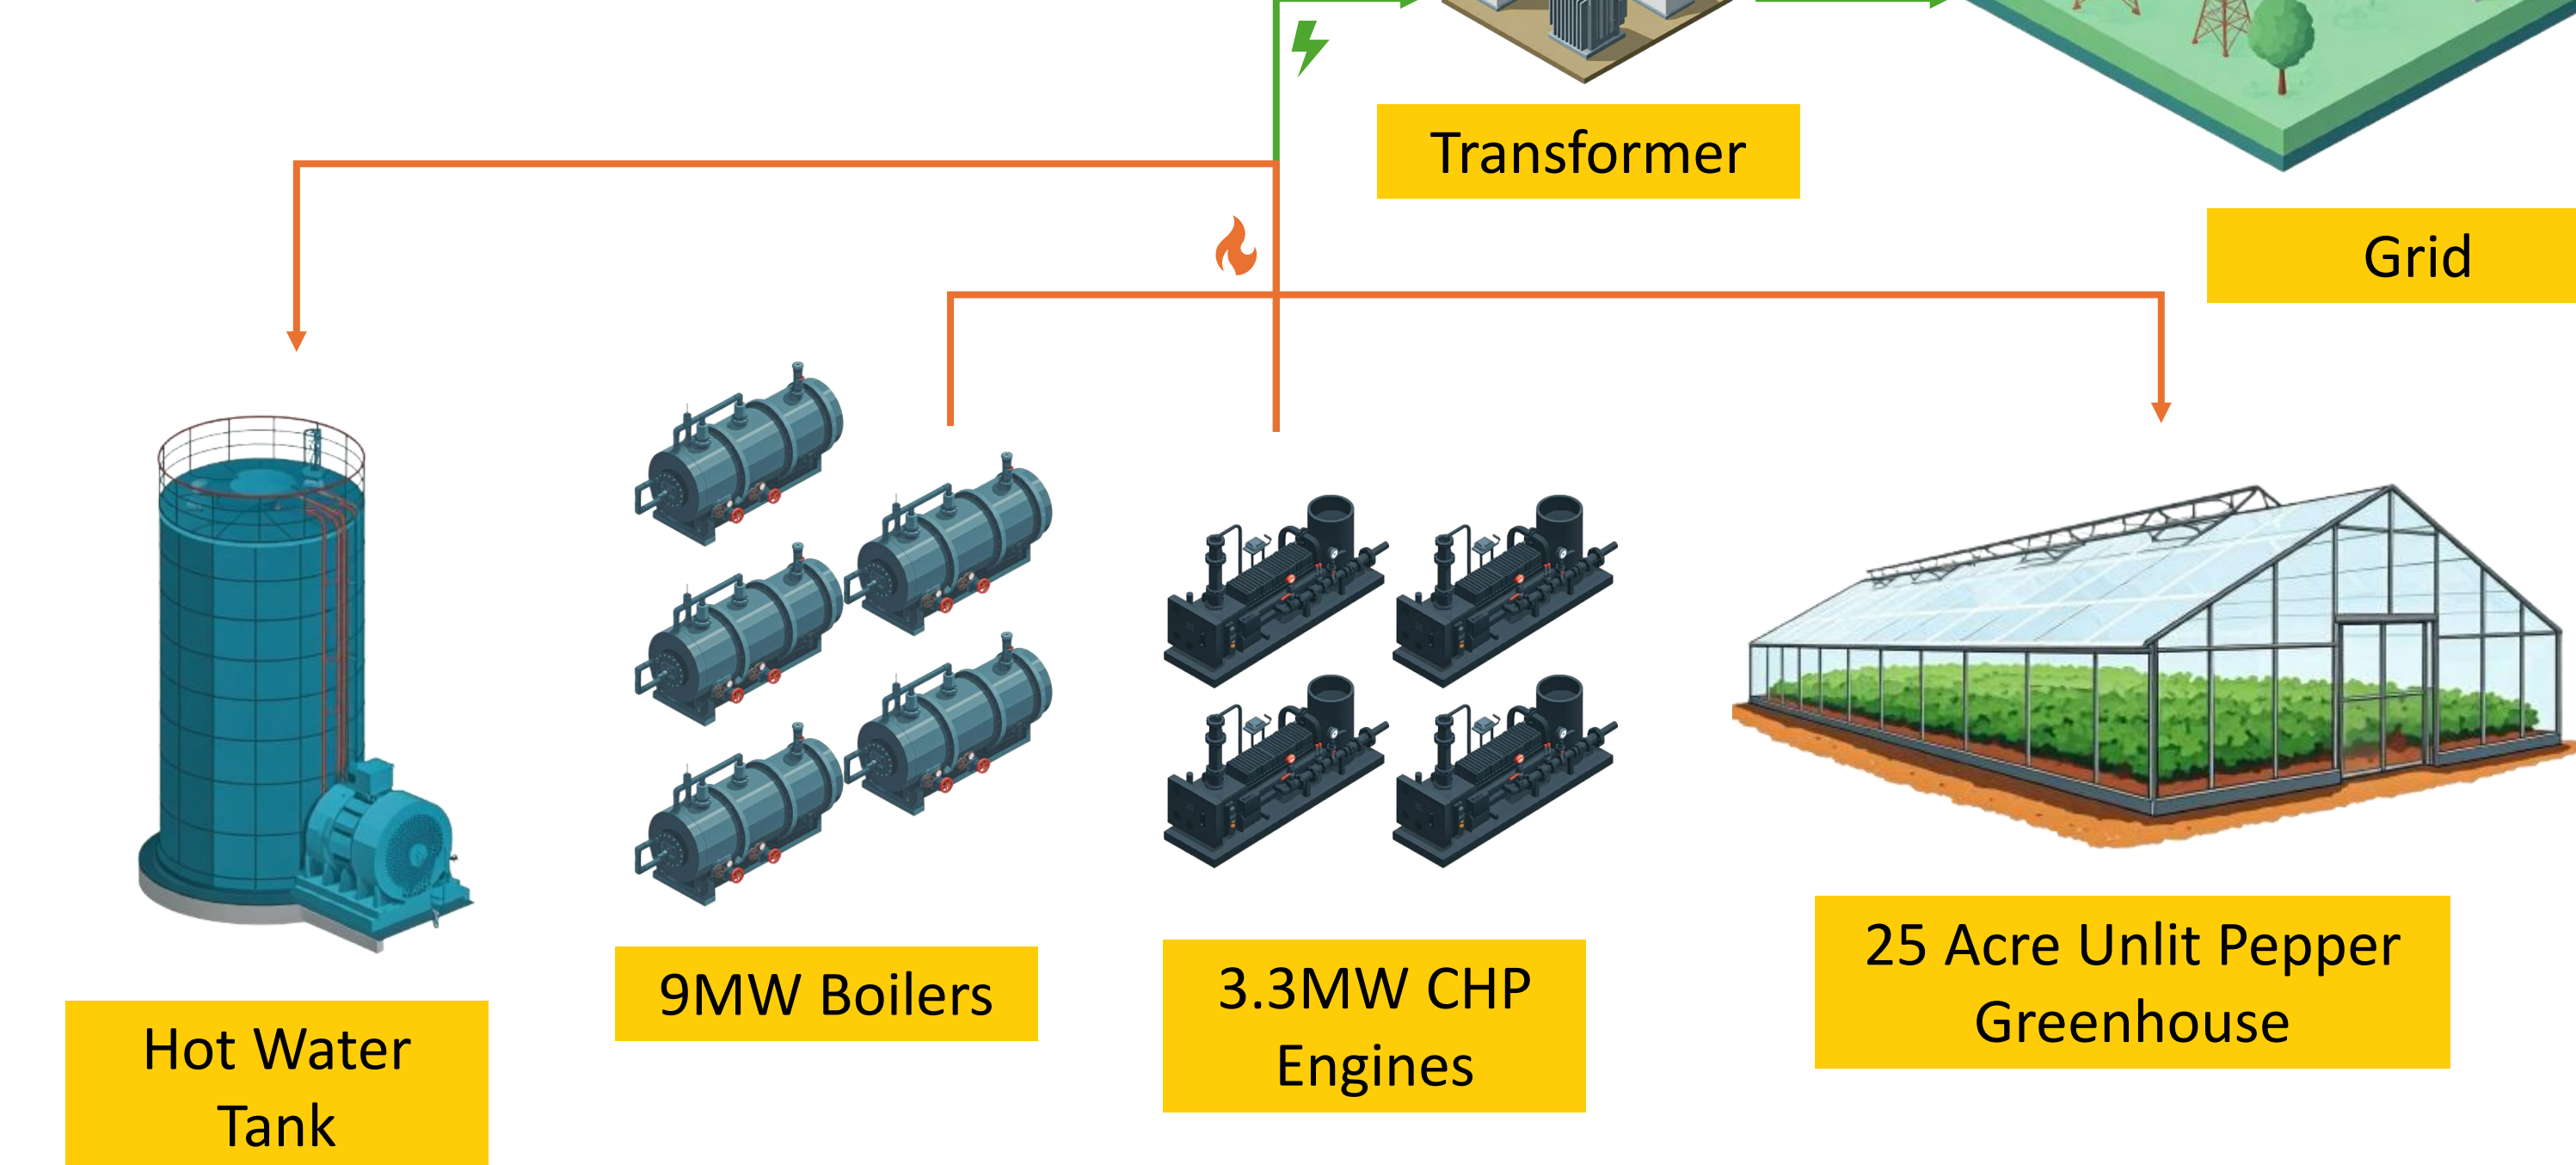 Transformer
Grid
Hot Water
Tank
9MW Boilers
3.3MW CHP
Engines
25 Acre Unlit Pepper
Greenhouse